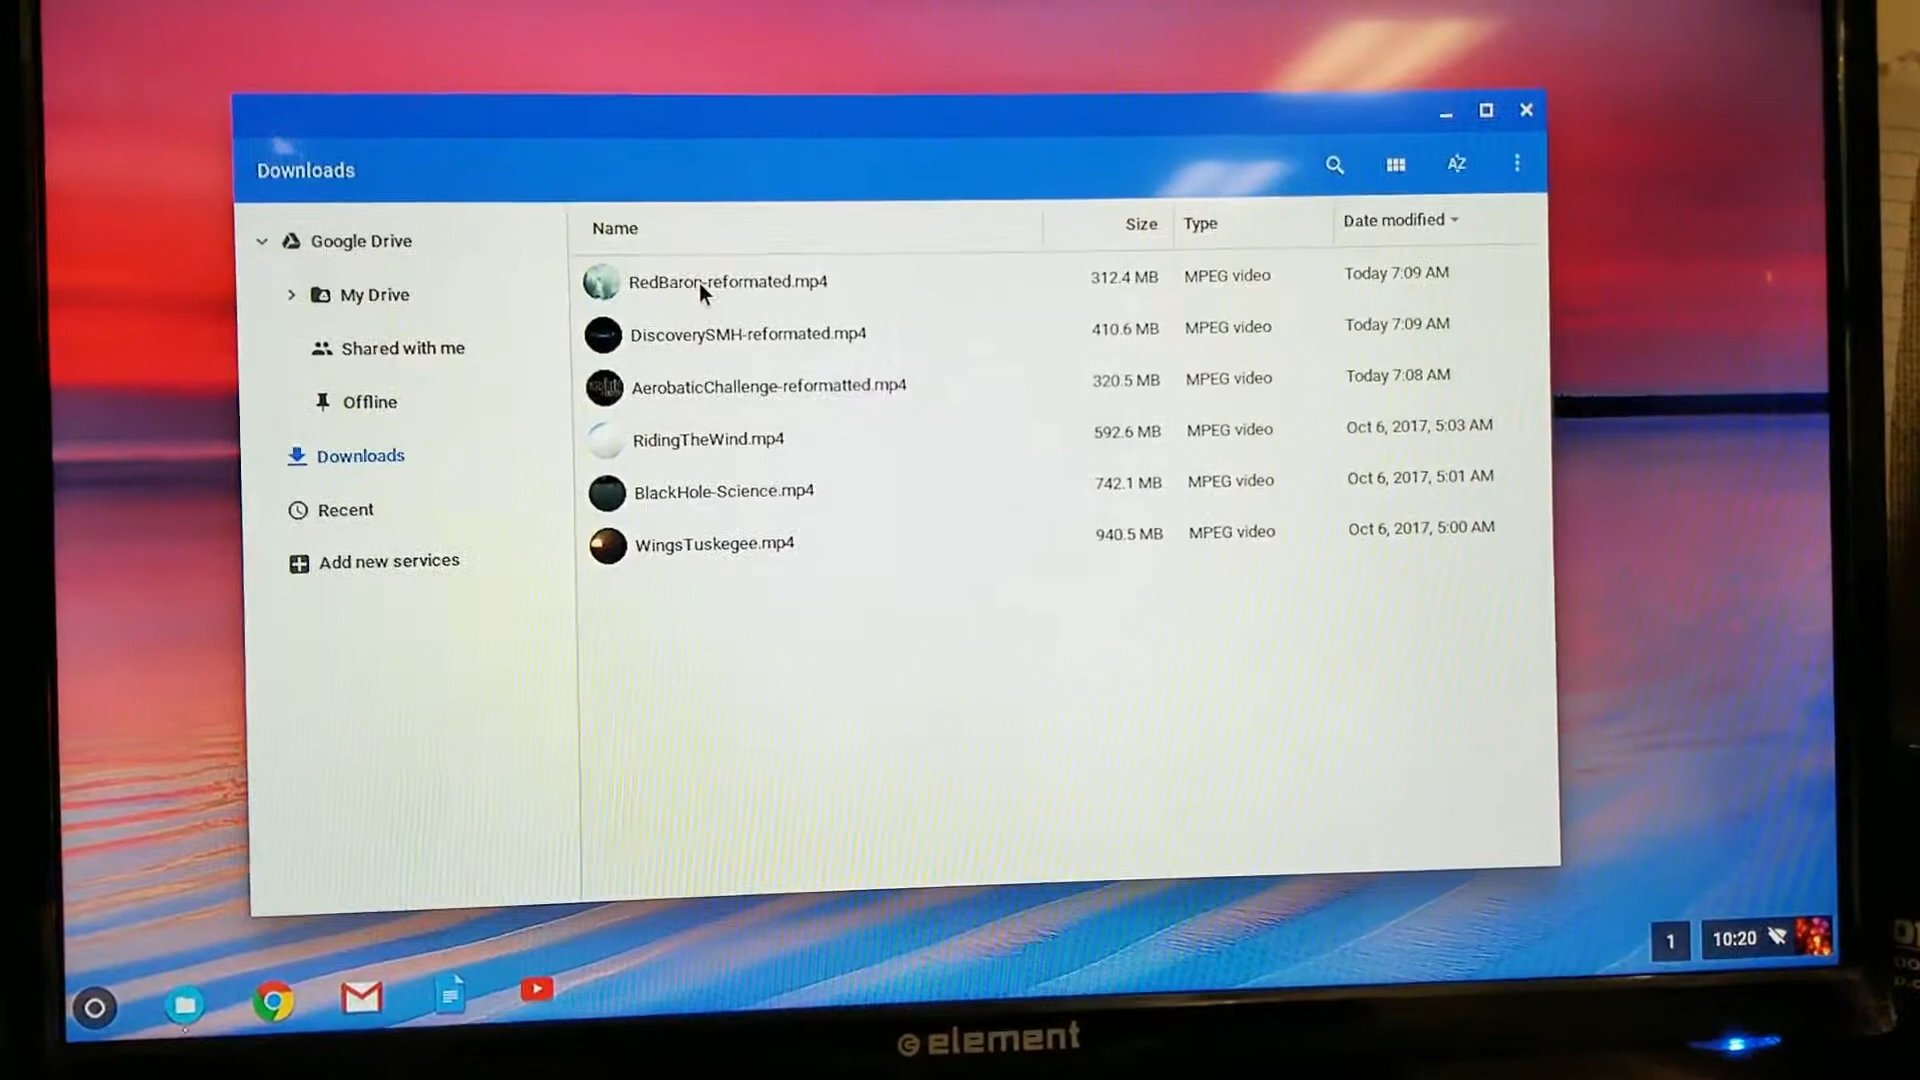 Downloads
Google Drive
My Drive
Shared with me
Offline
Downloads
Recent
Add new services
Name Size Type Date modified
RedBaron-reformated.mp4 312.4 MB MPEG video Today 7:09 AM
DiscoverySMH-reformated.mp4 410.6 MB MPEG video Today 7:09 AM
AerobaticChallenge-reformatted.mp4 320.5 MB MPEG video Today 7:08 AM
RidingTheWind.mp4 592.6 MB MPEG video Oct 6, 2017, 5:03 AM
BlackHole-Science.mp4 742.1 MB MPEG video Oct 6, 2017, 5:01 AM
WingsTuskegee.mp4 940.5 MB MPEG video Oct 6, 2017, 5:00 AM
1 10:20
element